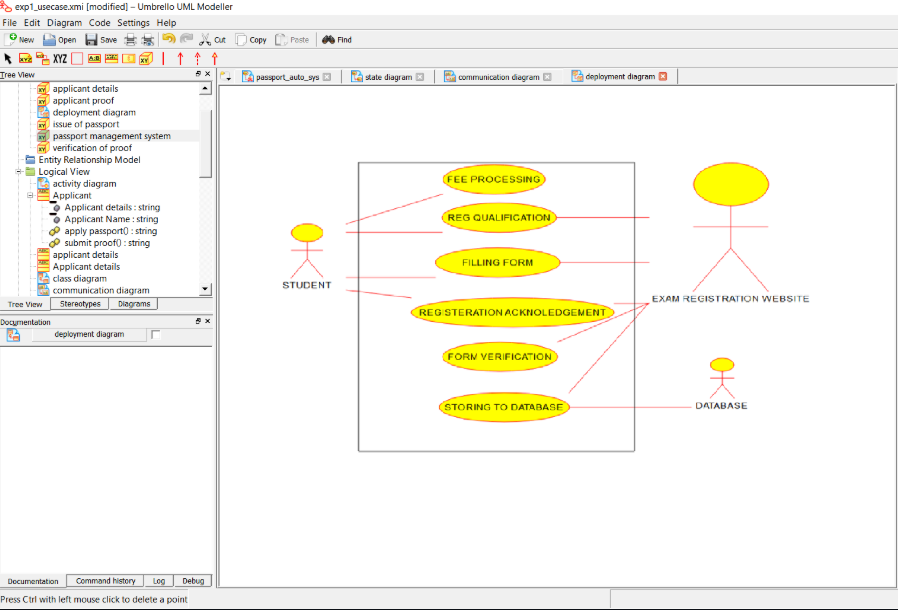 exp1_usecase.xmi [modified] – Umbrello UML Modeller
File Edit Diagram Code Settings Help
New Open Save Cut Copy Paste Find
XYZ
Tree View
applicant details
applicant proof
deployment diagram
issue of passport
passport management system
verification of proof
Entity Relationship Model
Logical View
activity diagram
Applicant
Applicant details : string
Applicant Name : string
apply passport() : string
submit proof() : string
applicant details
Applicant details
class diagram
communication diagram
Tree View Stereotypes Diagrams
Documentation
deployment diagram
Documentation Command history Log Debug
passport_auto_sys state diagram communication diagram deployment diagram
FEE PROCESSING
REG QUALIFICATION
FILLING FORM
STUDENT
EXAM REGISTRATION WEBSITE
REGISTERATION ACKNOLEDGEMENT
FORM VERIFICATION
STORING TO DATABASE
DATABASE
Press Ctrl with left mouse click to delete a point